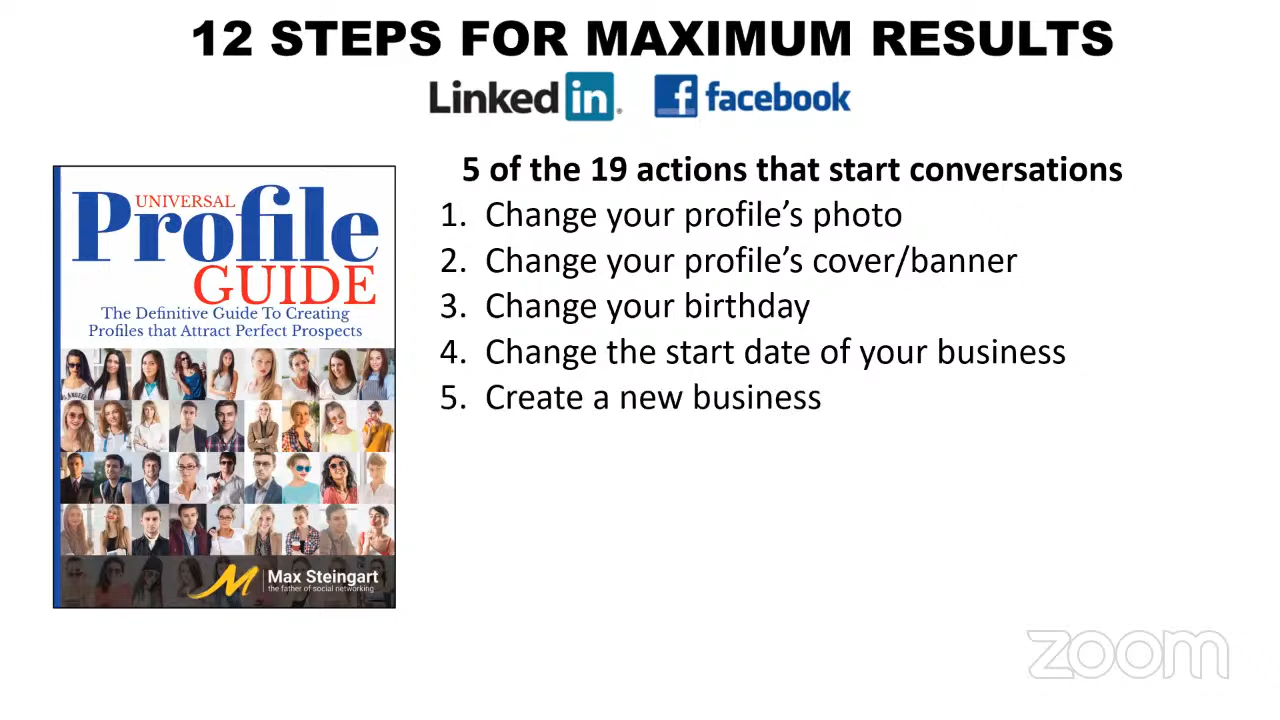 12 STEPS FOR MAXIMUM RESULTS
Linked in facebook
UNIVERSAL
Profile
GUIDE
The Definitive Guide To Creating
Profiles that Attract Perfect Prospects
M Max Steingart
the father of social networking
5 of the 19 actions that start conversations
1. Change your profile’s photo
2. Change your profile’s cover/banner
3. Change your birthday
4. Change the start date of your business
5. Create a new business
zoom